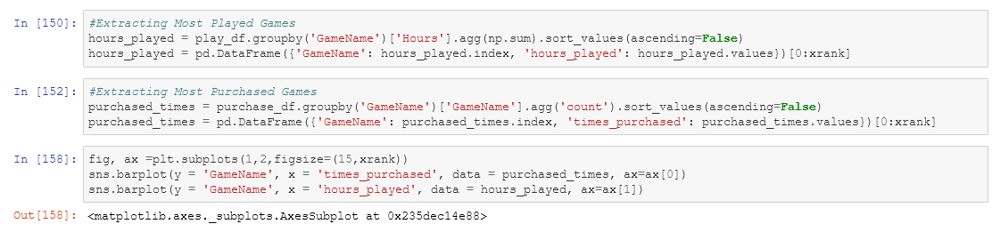 In [150]: #Extracting Most Played Games
hours_played = play_df.groupby('GameName')['Hours'].agg(np.sum).sort_values(ascending=False)
hours_played = pd.DataFrame({'GameName': hours_played.index, 'hours_played': hours_played.values})[0:xrank]
In [152]: #Extracting Most Purchased Games
purchased_times = purchase_df.groupby('GameName')['GameName'].agg('count').sort_values(ascending=False)
purchased_times = pd.DataFrame({'GameName': purchased_times.index, 'times_purchased': purchased_times.values})[0:xrank]
In [158]: fig, ax =plt.subplots(1,2,figsize=(15,xrank))
sns.barplot(y = 'GameName', x = 'times_purchased', data = purchased_times, ax=ax[0])
sns.barplot(y = 'GameName', x = 'hours_played', data = hours_played, ax=ax[1])
Out[158]: <matplotlib.axes._subplots.AxesSubplot at 0x235dec14e88>